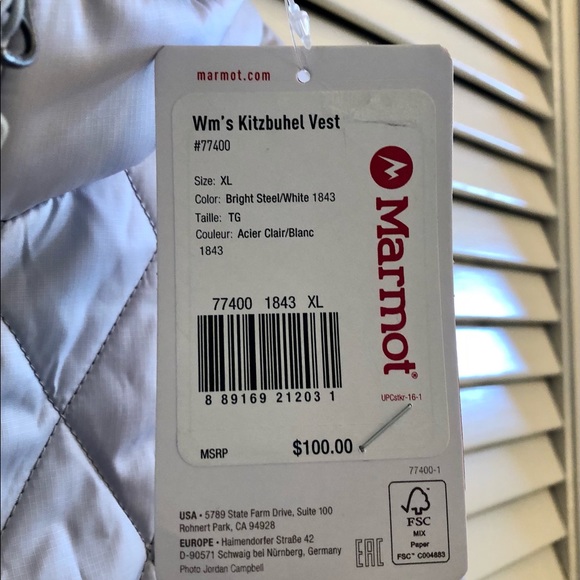 marmot.com
Wm's Kitzbuhel Vest
#77400
Size: XL
Color: Bright Steel/White 1843
Taille: TG
Couleur: Acier Clair/Blanc
1843
Marmot®
77400 1843 XL
8 89169 21203 1
UPCstkr-16-1
MSRP $100.00
77400-1
USA • 5789 State Farm Drive, Suite 100
Rohnert Park, CA 94928
EUROPE • Haimendorfer Straße 42
D-90571 Schwaig bei Nürnberg, Germany
Photo Jordan Campbell
EAC
FSC
MIX
Paper
FSC™ C004883